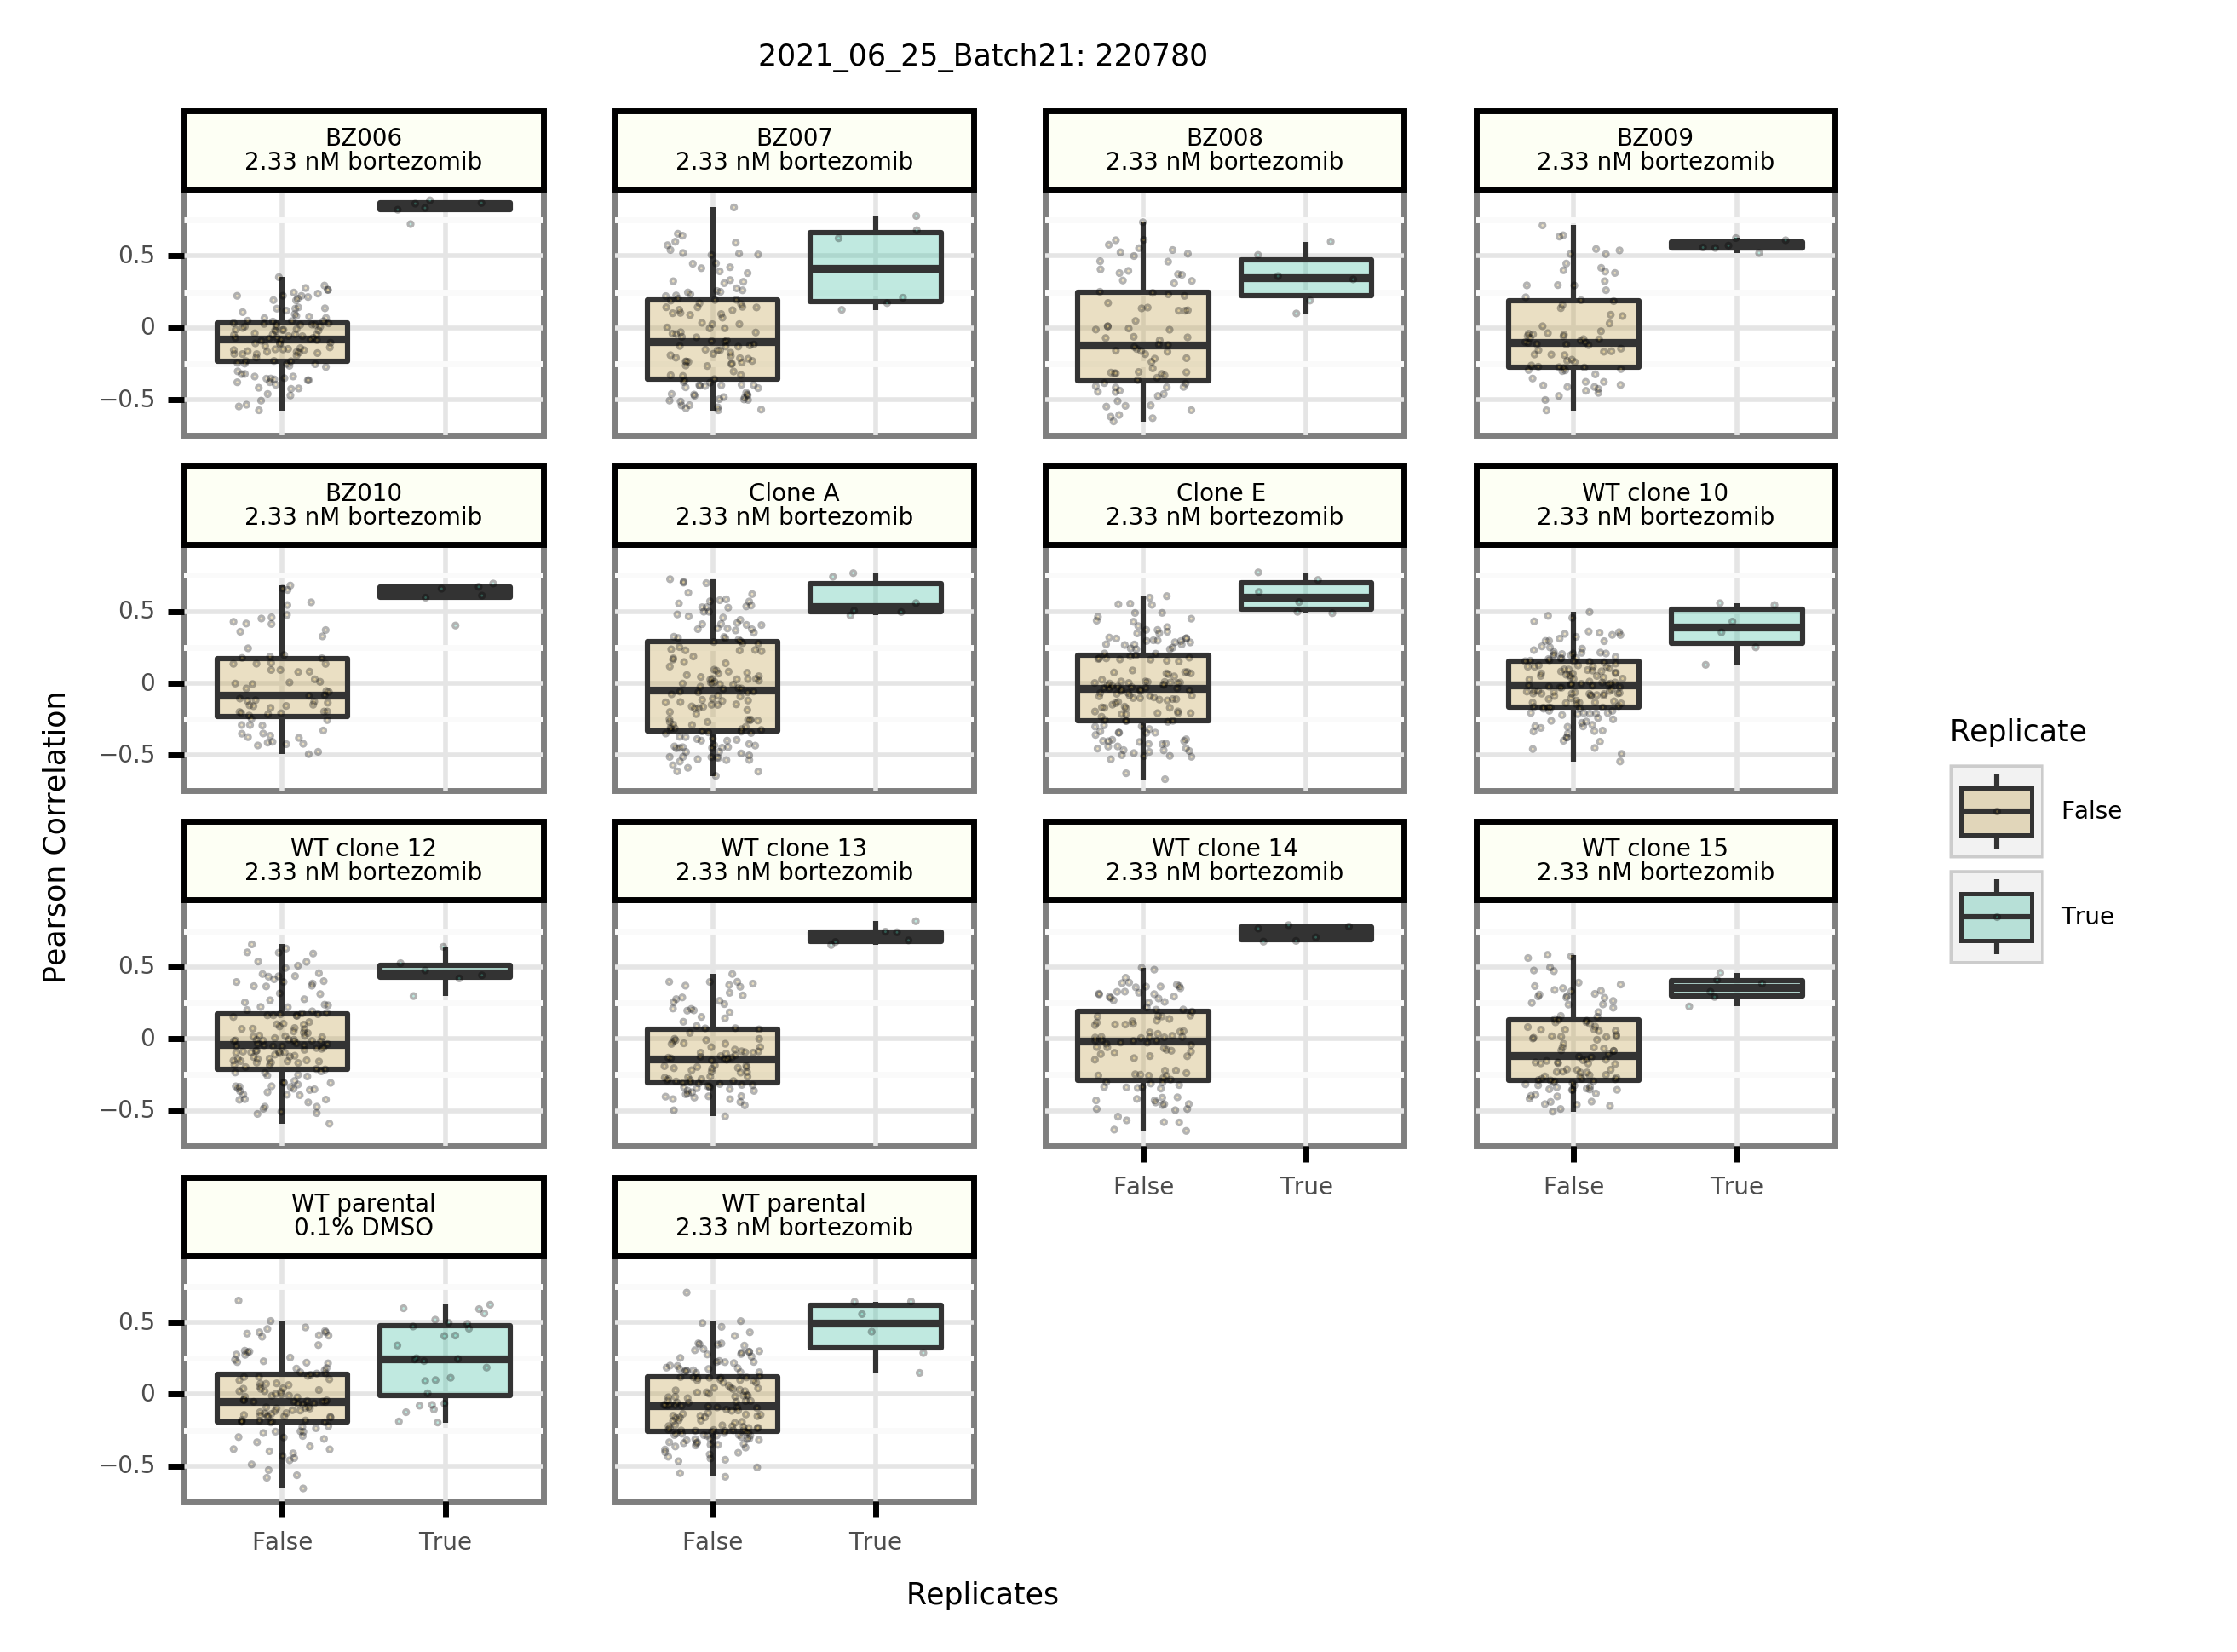 2021_06_25_Batch21: 220780
BZ006
2.33 nM bortezomib
BZ007
2.33 nM bortezomib
BZ008
2.33 nM bortezomib
BZ009
2.33 nM bortezomib
0.5
0
−0.5
BZ010
2.33 nM bortezomib
Clone A
2.33 nM bortezomib
Clone E
2.33 nM bortezomib
WT clone 10
2.33 nM bortezomib
0.5
0
−0.5
WT clone 12
2.33 nM bortezomib
WT clone 13
2.33 nM bortezomib
WT clone 14
2.33 nM bortezomib
WT clone 15
2.33 nM bortezomib
0.5
0
−0.5
False
True
False
True
WT parental
0.1% DMSO
WT parental
2.33 nM bortezomib
0.5
0
−0.5
False
True
False
True
Replicates
Pearson Correlation
Replicate
False
True